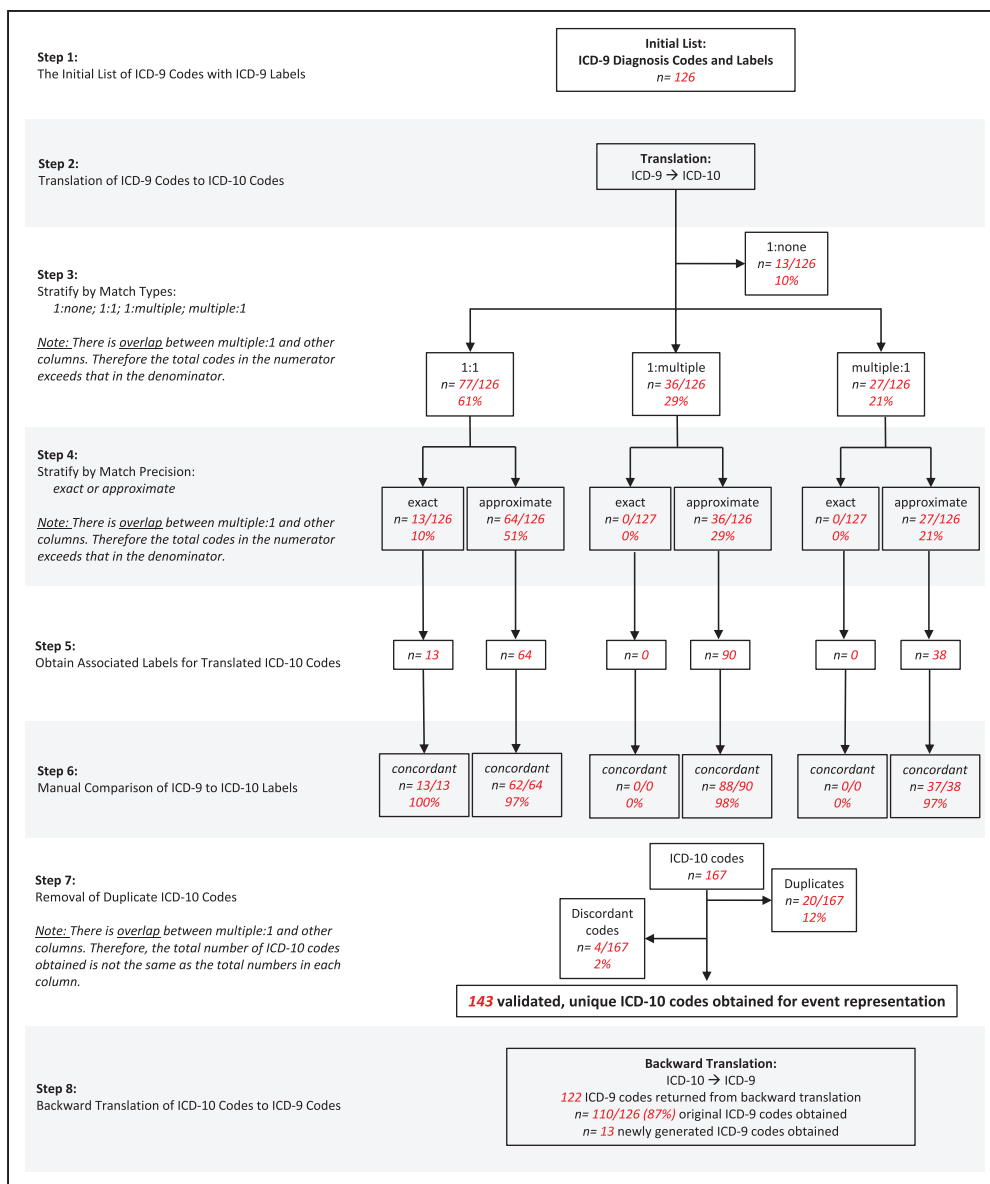 Step 1:
The Initial List of ICD-9 Codes with ICD-9 Labels
Initial List:
ICD-9 Diagnosis Codes and Labels
n= 126
Step 2:
Translation of ICD-9 Codes to ICD-10 Codes
Translation:
ICD-9 → ICD-10
Step 3:
Stratify by Match Types:
1:none; 1:1; 1:multiple; multiple:1
Note: There is overlap between multiple:1 and other
columns. Therefore the total codes in the numerator
exceeds that in the denominator.
1:none
n= 13/126
10%
1:1
n= 77/126
61%
1:multiple
n= 36/126
29%
multiple:1
n= 27/126
21%
Step 4:
Stratify by Match Precision:
exact or approximate
Note: There is overlap between multiple:1 and other
columns. Therefore the total codes in the numerator
exceeds that in the denominator.
exact
n= 13/126
10%
approximate
n= 64/126
51%
exact
n= 0/127
0%
approximate
n= 36/126
29%
exact
n= 0/127
0%
approximate
n= 27/126
21%
Step 5:
Obtain Associated Labels for Translated ICD-10 Codes
n= 13
n= 64
n= 0
n= 90
n= 0
n= 38
Step 6:
Manual Comparison of ICD-9 to ICD-10 Labels
concordant
n= 13/13
100%
concordant
n= 62/64
97%
concordant
n= 0/0
0%
concordant
n= 88/90
98%
concordant
n= 0/0
0%
concordant
n= 37/38
97%
Step 7:
Removal of Duplicate ICD-10 Codes
Note: There is overlap between multiple:1 and other
columns. Therefore, the total number of ICD-10 codes
obtained is not the same as the total numbers in each
column.
ICD-10 codes
n= 167
Duplicates
n= 20/167
12%
Discordant
codes
n= 4/167
2%
143 validated, unique ICD-10 codes obtained for event representation
Step 8:
Backward Translation of ICD-10 Codes to ICD-9 Codes
Backward Translation:
ICD-10 → ICD-9
122 ICD-9 codes returned from backward translation
n= 110/126 (87%) original ICD-9 codes obtained
n= 13 newly generated ICD-9 codes obtained